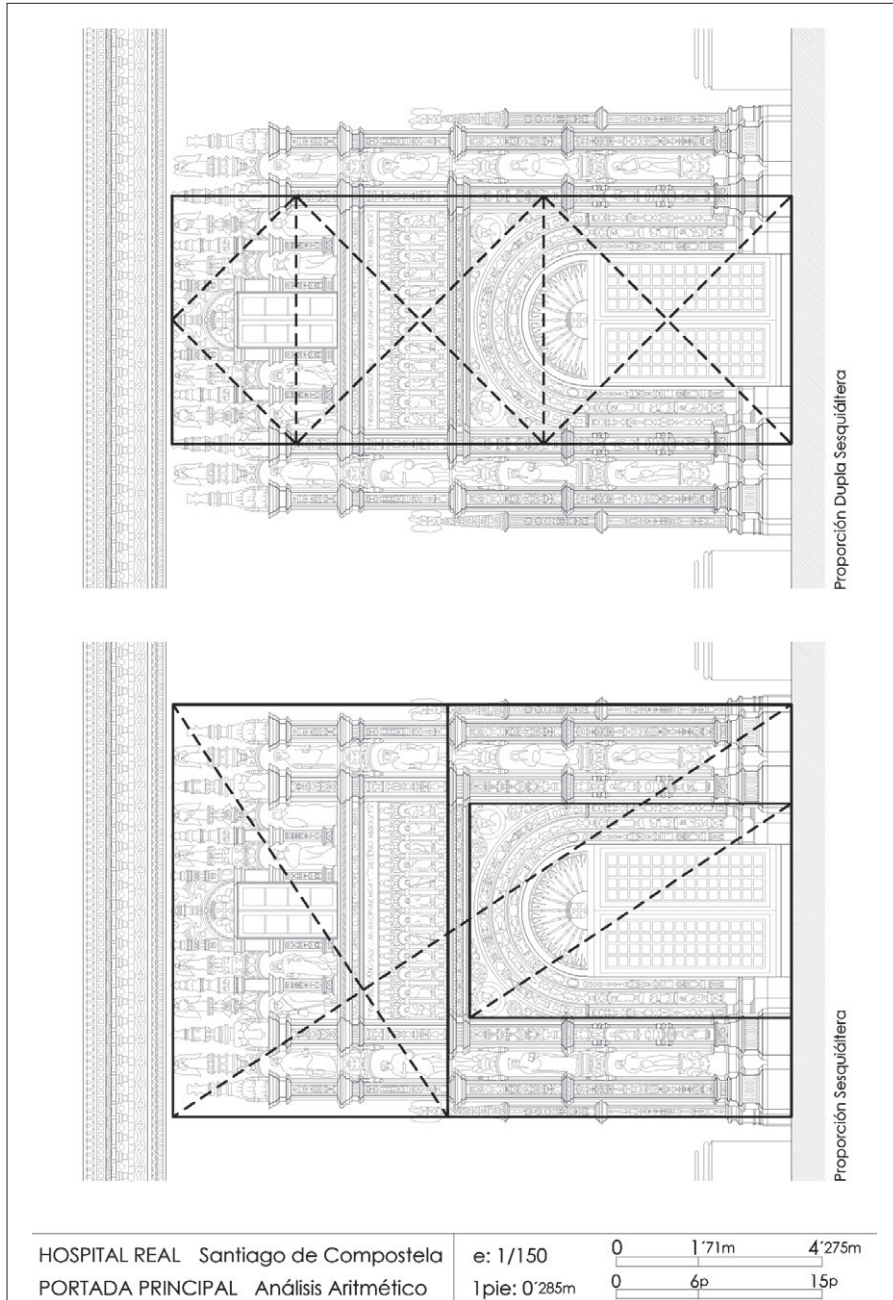 Proporción Dupla Sesquiáltera
Proporción Sesquiáltera
HOSPITAL REAL Santiago de Compostela
PORTADA PRINCIPAL Análisis Aritmético
e: 1/150
1pie: 0´285m
0 1´71m 4´275m
0 6p 15p